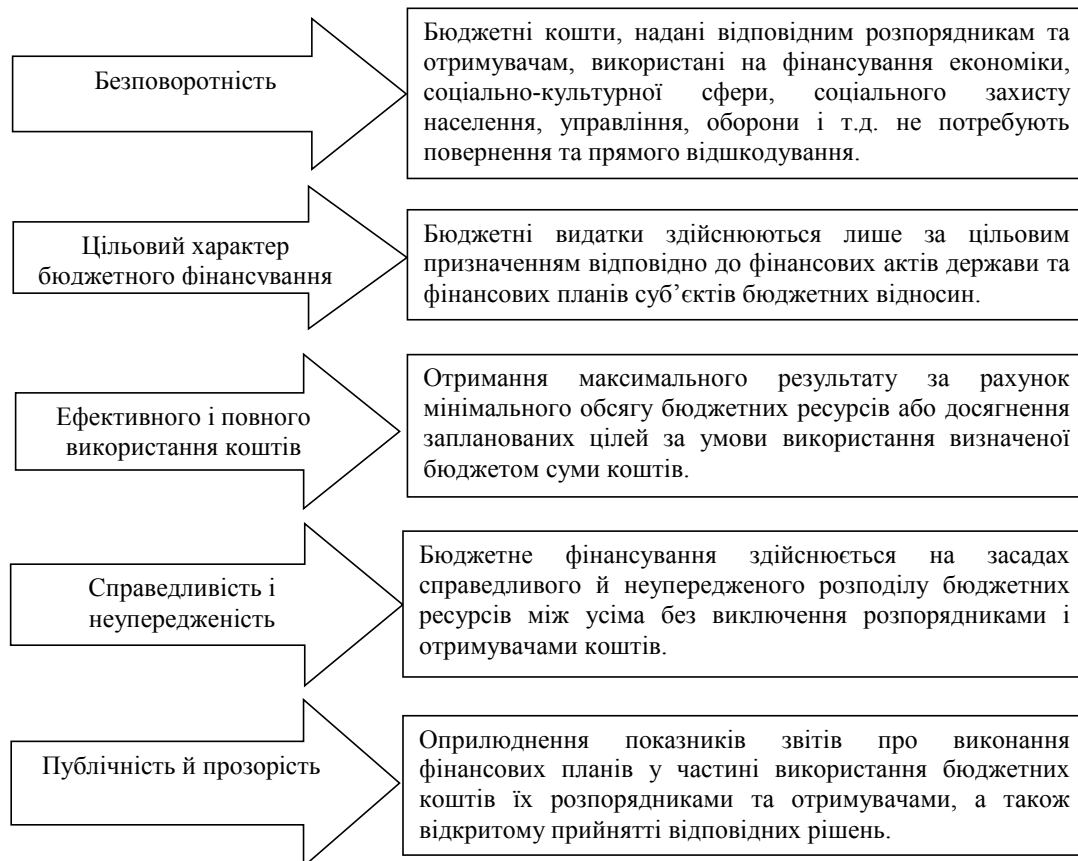 Безповоротність
Бюджетні кошти, надані відповідним розпорядникам та
отримувачам, використані на фінансування економіки,
соціально-культурної сфери, соціального захисту
населення, управління, оборони і т.д. не потребують
повернення та прямого відшкодування.
Цільовий характер
бюджетного фінансування
Бюджетні видатки здійснюються лише за цільовим
призначенням відповідно до фінансових актів держави та
фінансових планів суб’єктів бюджетних відносин.
Ефективного і повного
використання коштів
Отримання максимального результату за рахунок
мінімального обсягу бюджетних ресурсів або досягнення
запланованих цілей за умови використання визначеної
бюджетом суми коштів.
Справедливість і
неупередженість
Бюджетне фінансування здійснюється на засадах
справедливого й неупередженого розподілу бюджетних
ресурсів між усіма без виключення розпорядниками і
отримувачами коштів.
Публічність й прозорість
Оприлюднення показників звітів про виконання
фінансових планів у частині використання бюджетних
коштів їх розпорядниками та отримувачами, а також
відкритому прийнятті відповідних рішень.